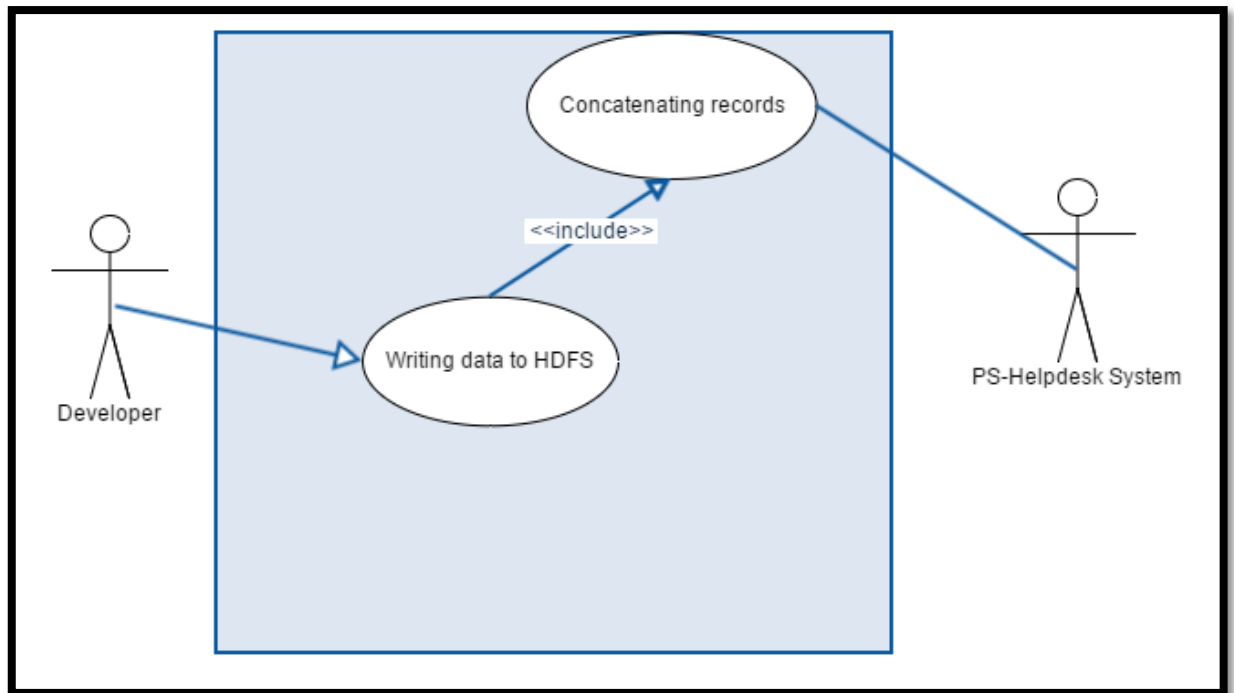 Concatenating records
<<include>>
Writing data to HDFS
PS-Helpdesk System
Developer